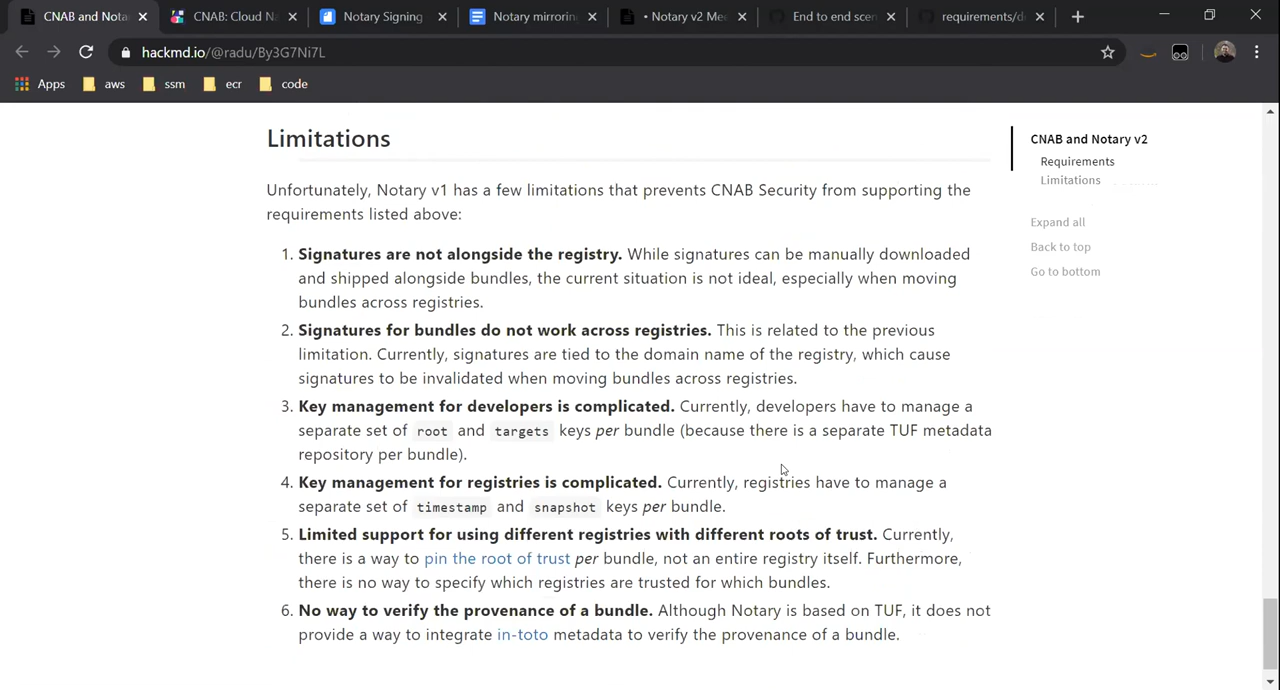 CNAB and Nota
CNAB: Cloud N
Notary Signing
Notary mirrorin
• Notary v2 Mee
End to end scen
requirements/d
hackmd.io/@radu/By3G7Ni7L
Apps
aws
ssm
ecr
code
Limitations
Unfortunately, Notary v1 has a few limitations that prevents CNAB Security from supporting the
requirements listed above:
1. Signatures are not alongside the registry. While signatures can be manually downloaded
and shipped alongside bundles, the current situation is not ideal, especially when moving
bundles across registries.
2. Signatures for bundles do not work across registries. This is related to the previous
limitation. Currently, signatures are tied to the domain name of the registry, which cause
signatures to be invalidated when moving bundles across registries.
3. Key management for developers is complicated. Currently, developers have to manage a
separate set of root and targets keys per bundle (because there is a separate TUF metadata
repository per bundle).
4. Key management for registries is complicated. Currently, registries have to manage a
separate set of timestamp and snapshot keys per bundle.
5. Limited support for using different registries with different roots of trust. Currently,
there is a way to pin the root of trust per bundle, not an entire registry itself. Furthermore,
there is no way to specify which registries are trusted for which bundles.
6. No way to verify the provenance of a bundle. Although Notary is based on TUF, it does not
provide a way to integrate in-toto metadata to verify the provenance of a bundle.
CNAB and Notary v2
Requirements
Limitations
Expand all
Back to top
Go to bottom